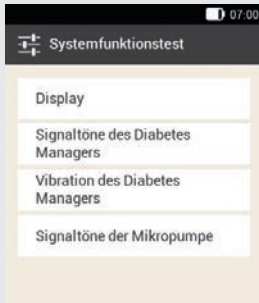 07:00
Systemfunktionstest
Display
Signaltöne des Diabetes
Managers
Vibration des Diabetes
Managers
Signaltöne der Mikropumpe